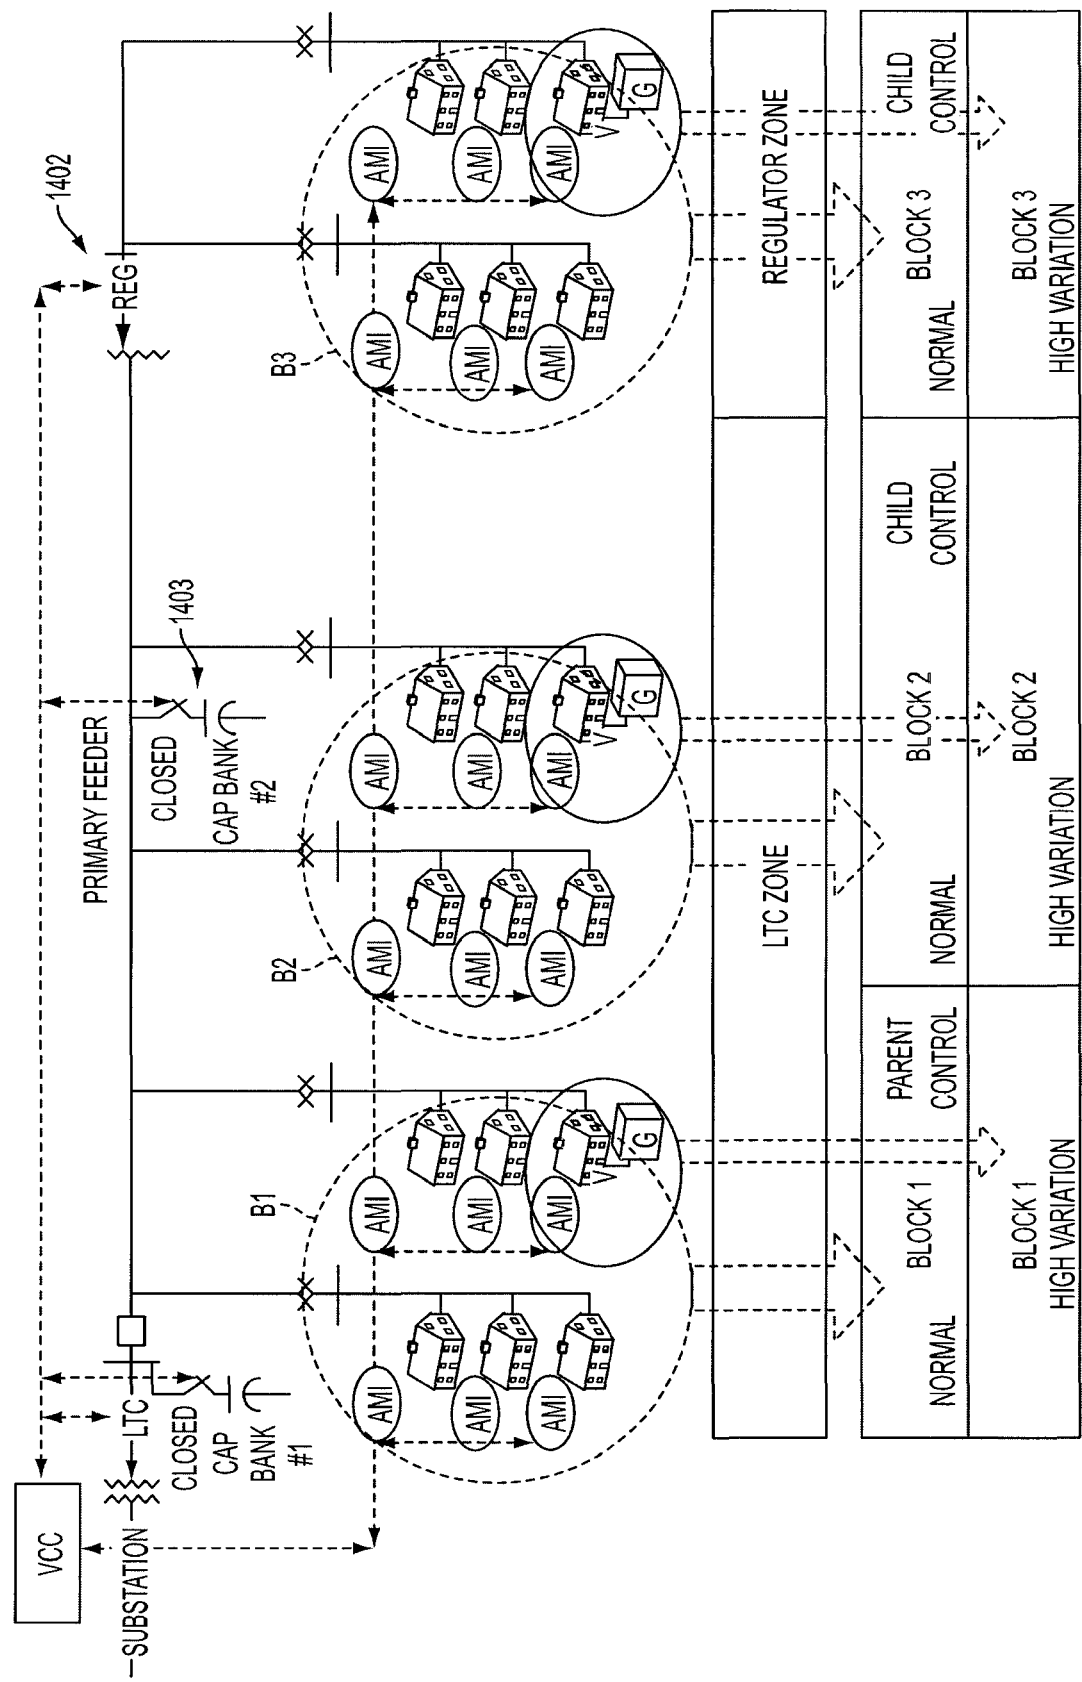 VCC
SUBSTATION
LTC
CLOSED
CAP
BANK
#1
PRIMARY FEEDER
CLOSED
CAP BANK
#2
1403
REG
1402
B1
AMI
AMI
AMI
AMI
AMI
AMI
V
G
B2
AMI
AMI
AMI
AMI
AMI
AMI
V
G
B3
AMI
AMI
AMI
AMI
AMI
AMI
V
G
LTC ZONE
REGULATOR ZONE
PARENT
CONTROL
BLOCK 1
NORMAL
CHILD
CONTROL
BLOCK 2
NORMAL
CHILD
CONTROL
BLOCK 3
NORMAL
BLOCK 1
HIGH VARIATION
BLOCK 2
HIGH VARIATION
BLOCK 3
HIGH VARIATION